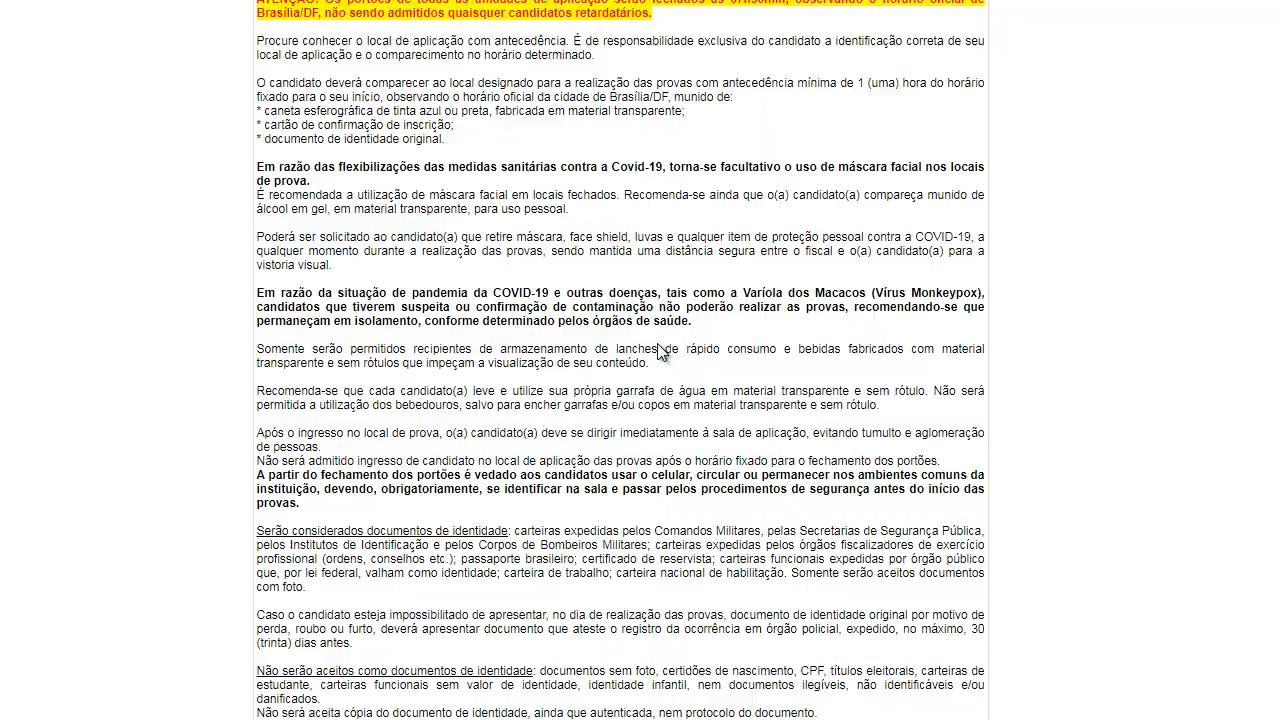 ATENÇÃO: Os portões de todas as unidades de aplicação serão fechados às 07h30min, observando o horário oficial de
Brasília/DF, não sendo admitidos quaisquer candidatos retardatários.
Procure conhecer o local de aplicação com antecedência. É de responsabilidade exclusiva do candidato a identificação correta de seu
local de aplicação e o comparecimento no horário determinado.
O candidato deverá comparecer ao local designado para a realização das provas com antecedência mínima de 1 (uma) hora do horário
fixado para o seu início, observando o horário oficial da cidade de Brasília/DF, munido de:
* caneta esferográfica de tinta azul ou preta, fabricada em material transparente;
* cartão de confirmação de inscrição;
* documento de identidade original.
Em razão das flexibilizações das medidas sanitárias contra a Covid-19, torna-se facultativo o uso de máscara facial nos locais
de prova.
É recomendada a utilização de máscara facial em locais fechados. Recomenda-se ainda que o(a) candidato(a) compareça munido de
álcool em gel, em material transparente, para uso pessoal.
Poderá ser solicitado ao candidato(a) que retire máscara, face shield, luvas e qualquer item de proteção pessoal contra a COVID-19, a
qualquer momento durante a realização das provas, sendo mantida uma distância segura entre o fiscal e o(a) candidato(a) para a
vistoria visual.
Em razão da situação de pandemia da COVID-19 e outras doenças, tais como a Varíola dos Macacos (Vírus Monkeypox),
candidatos que tiverem suspeita ou confirmação de contaminação não poderão realizar as provas, recomendando-se que
permaneçam em isolamento, conforme determinado pelos órgãos de saúde.
Somente serão permitidos recipientes de armazenamento de lanches de rápido consumo e bebidas fabricados com material
transparente e sem rótulos que impeçam a visualização de seu conteúdo.
Recomenda-se que cada candidato(a) leve e utilize sua própria garrafa de água em material transparente e sem rótulo. Não será
permitida a utilização dos bebedouros, salvo para encher garrafas e/ou copos em material transparente e sem rótulo.
Após o ingresso no local de prova, o(a) candidato(a) deve se dirigir imediatamente à sala de aplicação, evitando tumulto e aglomeração
de pessoas.
Não será admitido ingresso de candidato no local de aplicação das provas após o horário fixado para o fechamento dos portões.
A partir do fechamento dos portões é vedado aos candidatos usar o celular, circular ou permanecer nos ambientes comuns da
instituição, devendo, obrigatoriamente, se identificar na sala e passar pelos procedimentos de segurança antes do início das
provas.
Serão considerados documentos de identidade: carteiras expedidas pelos Comandos Militares, pelas Secretarias de Segurança Pública,
pelos Institutos de Identificação e pelos Corpos de Bombeiros Militares; carteiras expedidas pelos órgãos fiscalizadores de exercício
profissional (ordens, conselhos etc.); passaporte brasileiro; certificado de reservista; carteiras funcionais expedidas por órgão público
que, por lei federal, valham como identidade; carteira de trabalho; carteira nacional de habilitação. Somente serão aceitos documentos
com foto.
Caso o candidato esteja impossibilitado de apresentar, no dia de realização das provas, documento de identidade original por motivo de
perda, roubo ou furto, deverá apresentar documento que ateste o registro da ocorrência em órgão policial, expedido, no máximo, 30
(trinta) dias antes.
Não serão aceitos como documentos de identidade: documentos sem foto, certidões de nascimento, CPF, títulos eleitorais, carteiras de
estudante, carteiras funcionais sem valor de identidade, identidade infantil, nem documentos ilegíveis, não identificáveis e/ou
danificados.
Não será aceita cópia do documento de identidade, ainda que autenticada, nem protocolo do documento.